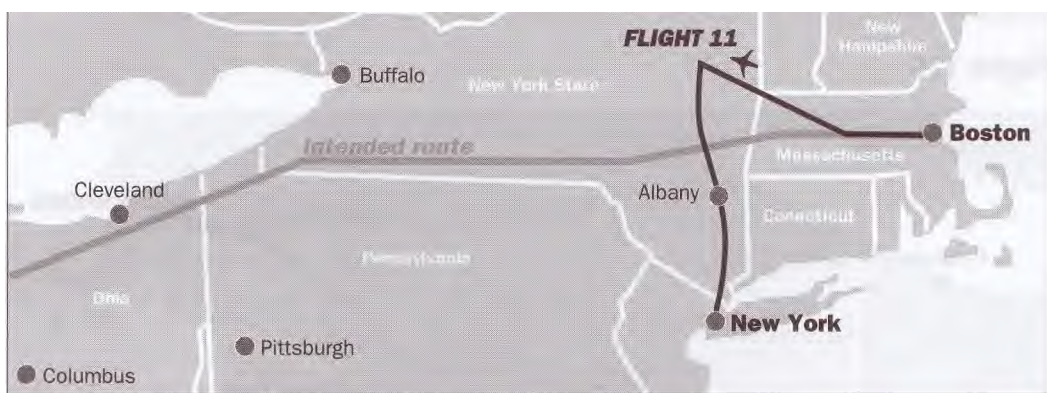 FLIGHT 11
New
Hampshire
Buffalo
New York State
Boston
Intended route
Massachusetts
Cleveland
Albany
Connecticut
Pennsylvania
Ohio
New York
Pittsburgh
Columbus